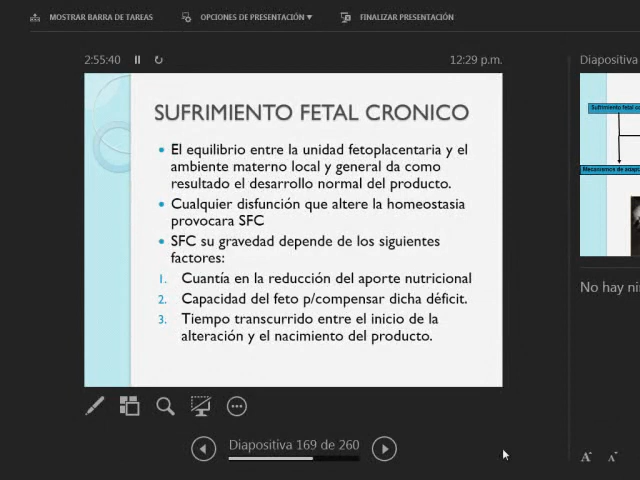 MOSTRAR BARRA DE TAREAS
OPCIONES DE PRESENTACIÓN ▼
FINALIZAR PRESENTACIÓN
2:55:40
12:29 p.m.
Diapositiva
SUFRIMIENTO FETAL CRONICO
• El equilibrio entre la unidad fetoplacentaria y el
ambiente materno local y general da como
resultado el desarrollo normal del producto.
• Cualquier disfunción que altere la homeostasia
provocara SFC
• SFC su gravedad depende de los siguientes
factores:
1. Cuantía en la reducción del aporte nutricional
2. Capacidad del feto p/compensar dicha déficit.
3. Tiempo transcurrido entre el inicio de la
alteración y el nacimiento del producto.
Sufrimiento fetal
Mecanismos de
No hay
Diapositiva 169 de 260
A A